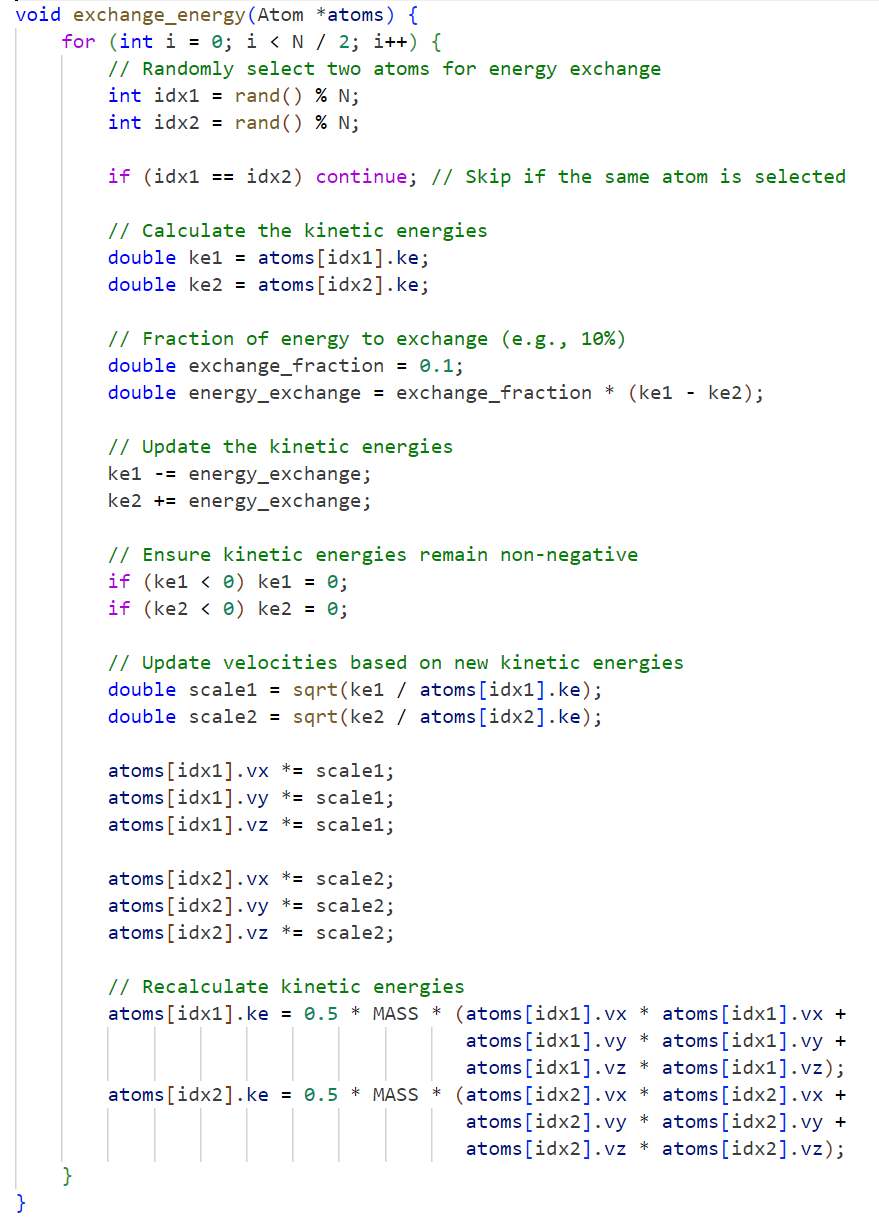 void exchange_energy(Atom *atoms) {
    for (int i = 0; i < N / 2; i++) {
        // Randomly select two atoms for energy exchange
        int idx1 = rand() % N;
        int idx2 = rand() % N;

        if (idx1 == idx2) continue; // Skip if the same atom is selected

        // Calculate the kinetic energies
        double ke1 = atoms[idx1].ke;
        double ke2 = atoms[idx2].ke;

        // Fraction of energy to exchange (e.g., 10%)
        double exchange_fraction = 0.1;
        double energy_exchange = exchange_fraction * (ke1 - ke2);

        // Update the kinetic energies
        ke1 -= energy_exchange;
        ke2 += energy_exchange;

        // Ensure kinetic energies remain non-negative
        if (ke1 < 0) ke1 = 0;
        if (ke2 < 0) ke2 = 0;

        // Update velocities based on new kinetic energies
        double scale1 = sqrt(ke1 / atoms[idx1].ke);
        double scale2 = sqrt(ke2 / atoms[idx2].ke);

        atoms[idx1].vx *= scale1;
        atoms[idx1].vy *= scale1;
        atoms[idx1].vz *= scale1;

        atoms[idx2].vx *= scale2;
        atoms[idx2].vy *= scale2;
        atoms[idx2].vz *= scale2;

        // Recalculate kinetic energies
        atoms[idx1].ke = 0.5 * MASS * (atoms[idx1].vx * atoms[idx1].vx +
                                       atoms[idx1].vy * atoms[idx1].vy +
                                       atoms[idx1].vz * atoms[idx1].vz);
        atoms[idx2].ke = 0.5 * MASS * (atoms[idx2].vx * atoms[idx2].vx +
                                       atoms[idx2].vy * atoms[idx2].vy +
                                       atoms[idx2].vz * atoms[idx2].vz);
    }
}